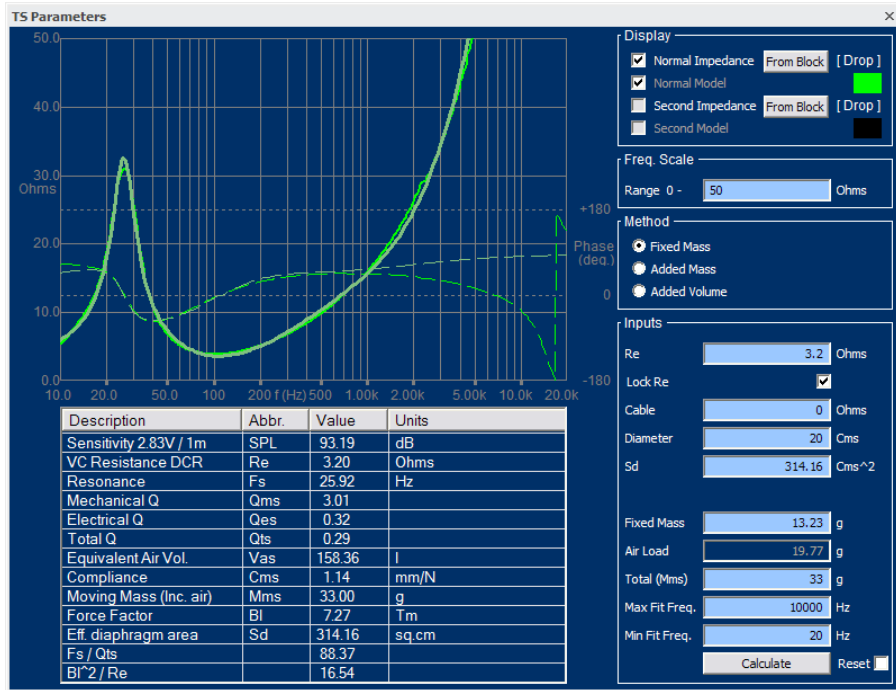 TS Parameters
×
50.0
40.0
30.0
Ohms
20.0
10.0
0.0
+180
Phase
(deg.)
0
-180
10.0 20.0 50.0 100 200 f (Hz) 500 1.00k 2.00k 5.00k 10.00k 20.0k
Description Abbr. Value Units
Sensitivity 2.83V / 1m SPL 93.19 dB
VC Resistance DCR Re 3.20 Ohms
Resonance Fs 25.92 Hz
Mechanical Q Qms 3.01
Electrical Q Qes 0.32
Total Q Qts 0.29
Equivalent Air Vol. Vas 158.36 l
Compliance Cms 1.14 mm/N
Moving Mass (Inc. air) Mms 33.00 g
Force Factor Bl 7.27 Tm
Eff. diaphragm area Sd 314.16 sq.cm
Fs / Qts 88.37
Bl^2 / Re 16.54
Display
Normal Impedance From Block [ Drop ]
Normal Model
Second Impedance From Block [ Drop ]
Second Model
Freq. Scale
Range 0 - 50 Ohms
Method
Fixed Mass
Added Mass
Added Volume
Inputs
Re 3.2 Ohms
Lock Re
Cable 0 Ohms
Diameter 20 Cms
Sd 314.16 Cms^2
Fixed Mass 13.23 g
Air Load 19.77 g
Total (Mms) 33 g
Max Fit Freq. 10000 Hz
Min Fit Freq. 20 Hz
Calculate Reset